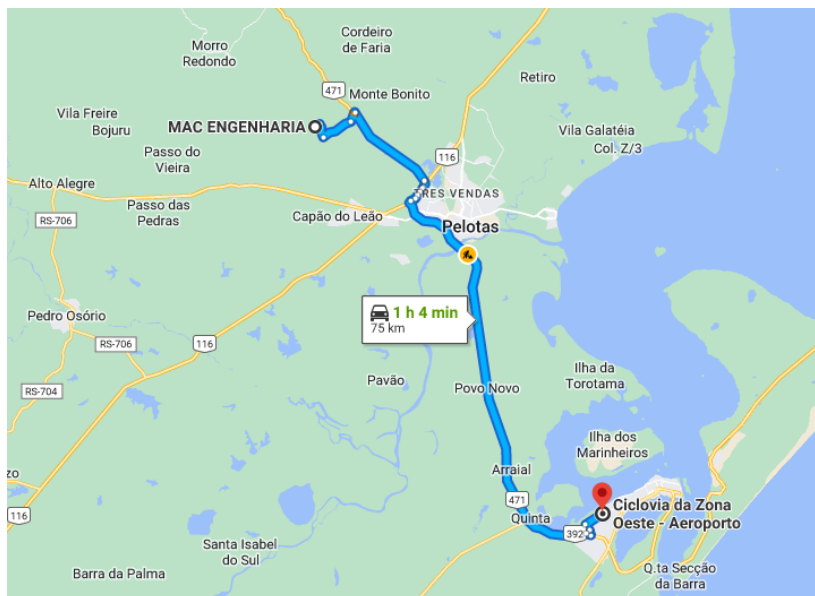 Cordeiro
de Faria
Morro
Redondo
Retiro
471
Monte Bonito
Vila Freire
Bojuru
MAC ENGENHARIA
Vila Galatéia
Col. Z/3
Passo do
Vieira
116
Alto Alegre
TRES VENDAS
Passo das
Pedras
RS-706
Capão do Leão
Pelotas
1 h 4 min
75 km
Pedro Osório
RS-706
116
Ilha da
Torotama
Pavão
Povo Novo
RS-704
Ilha dos
Marinheiros
Arraial
zo
471
Ciclovia da Zona
Oeste - Aeroporto
116
Quinta
392
Santa Isabel
do Sul
Barra da Palma
Q.ta Secção
da Barra